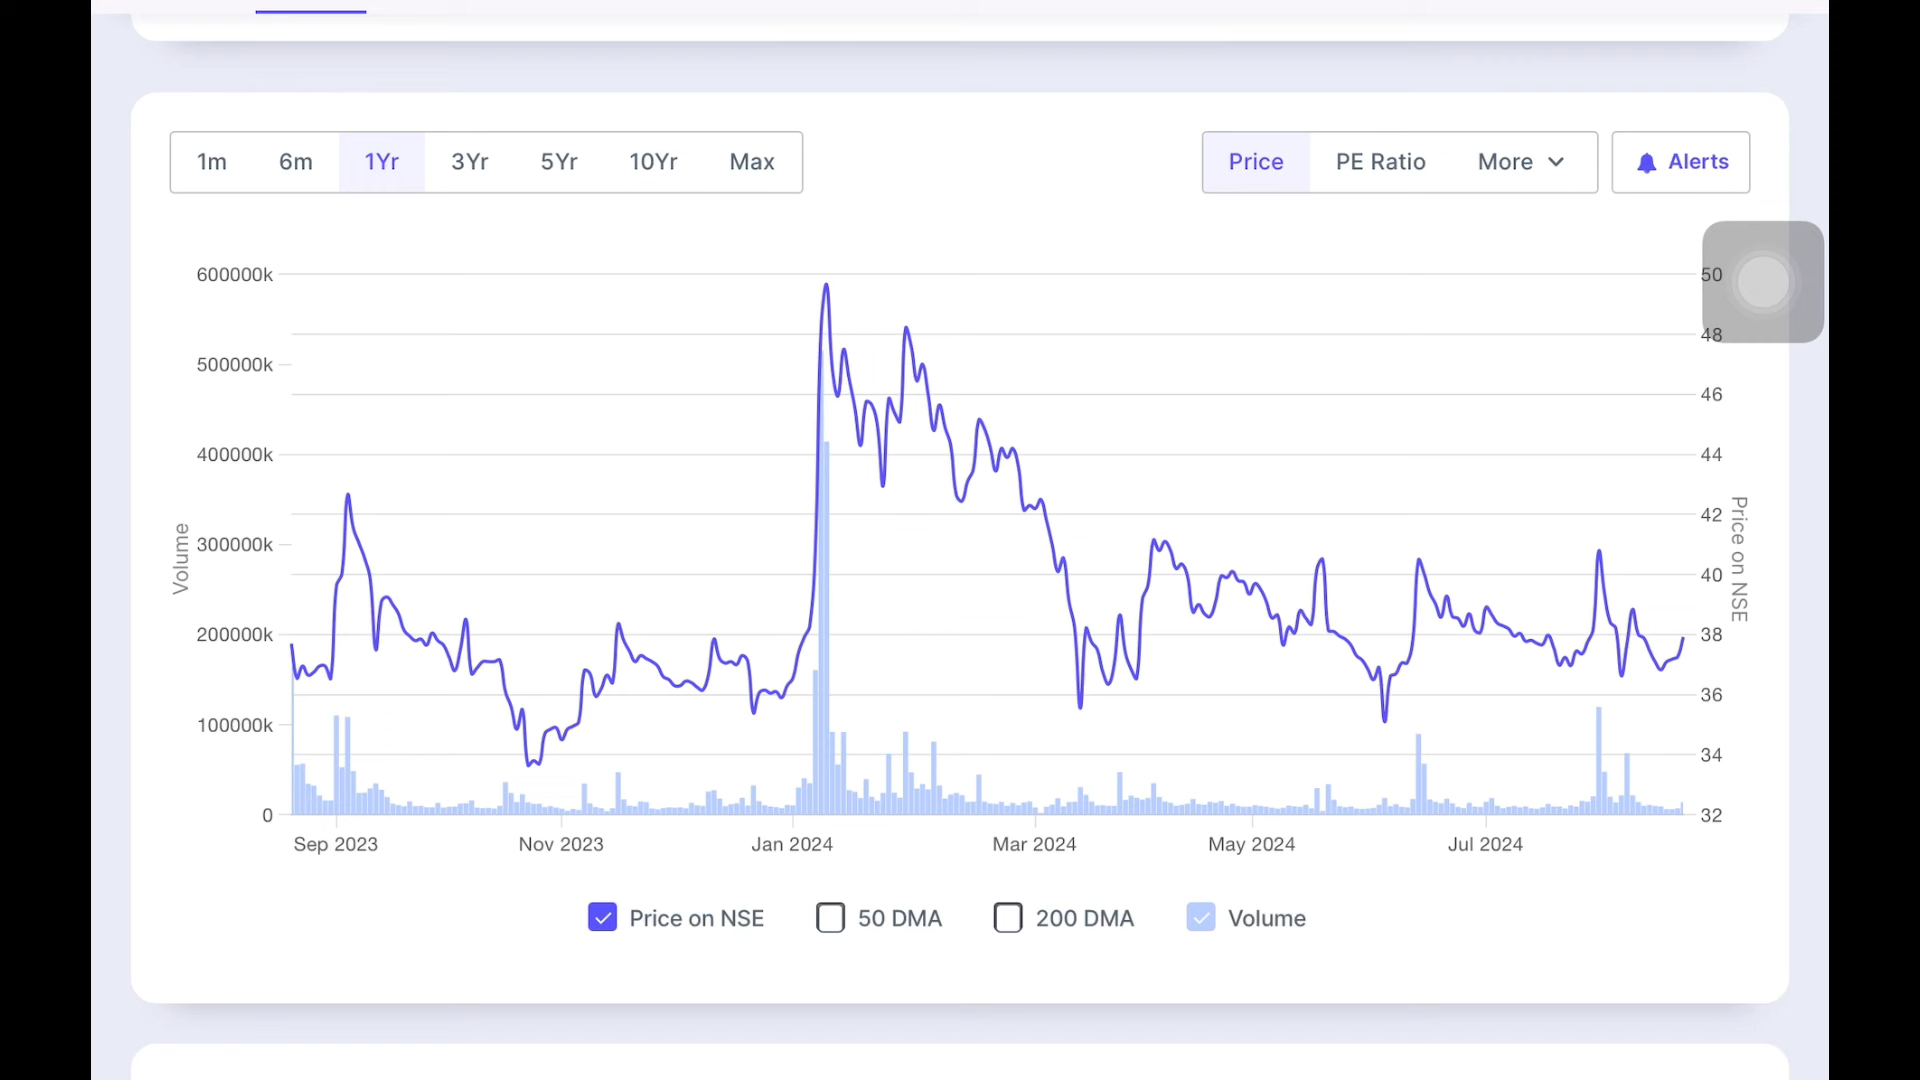 1m 6m 1Yr 3Yr 5Yr 10Yr Max
Price PE Ratio More
Alerts
600000k
500000k
400000k
300000k
200000k
100000k
0
Volume
50
48
46
44
42
40
38
36
34
32
Price on NSE
Sep 2023 Nov 2023 Jan 2024 Mar 2024 May 2024 Jul 2024
Price on NSE 50 DMA 200 DMA Volume